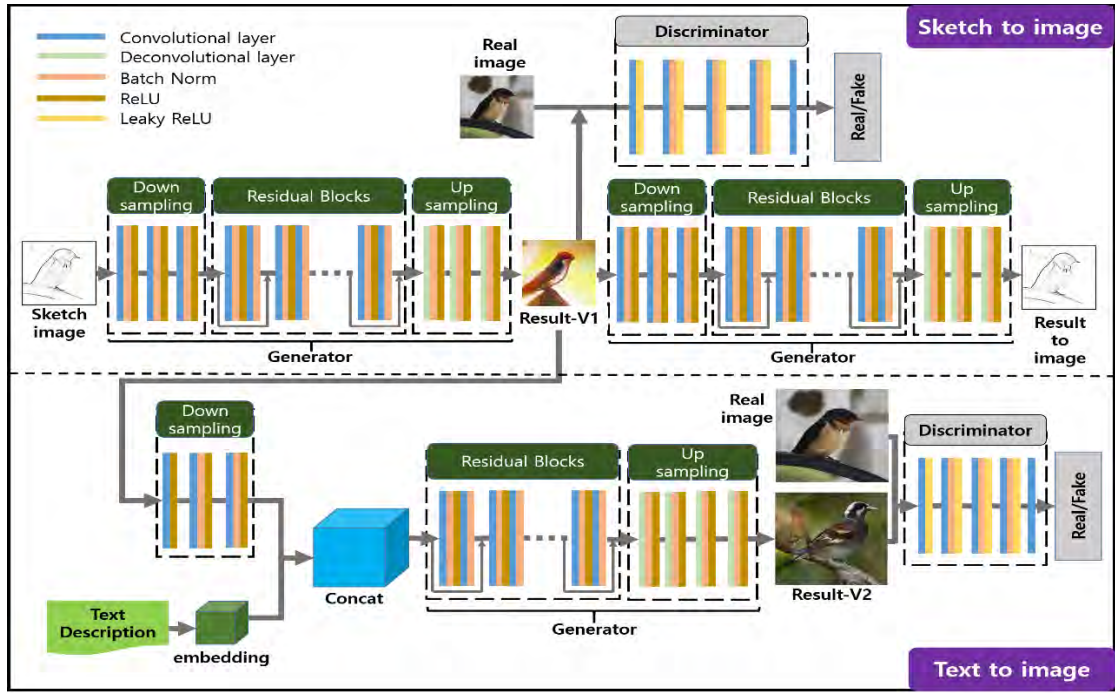 Sketch to image
Convolutional layer
Deconvolutional layer
Batch Norm
ReLU
Leaky ReLU
Real
image
Discriminator
Real/Fake
Down
sampling
Residual Blocks
Up
sampling
Down
sampling
Residual Blocks
Up
sampling
Sketch
image
Result-V1
Result
to
image
Generator
Generator
Down
sampling
Real
image
Discriminator
Residual Blocks
Up
sampling
Real/Fake
Concat
Result-V2
Text
Description
embedding
Generator
Text to image